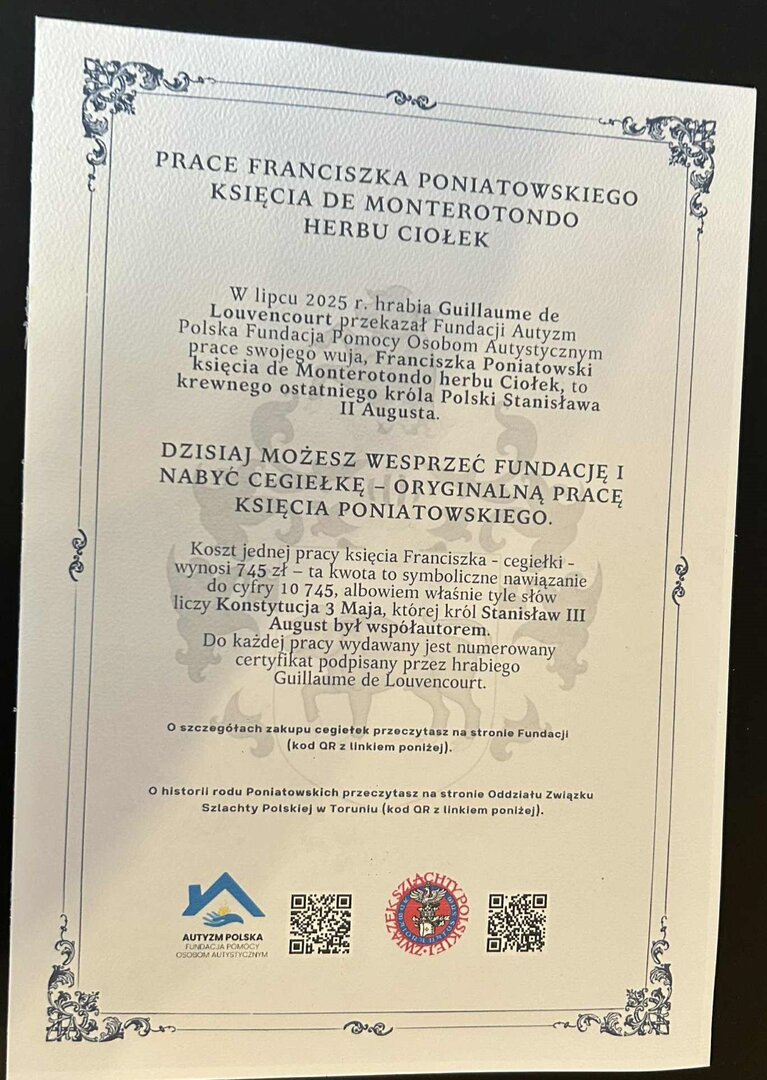 PRACE FRANCISZKA PONIATOWSKIEGO
KSIĘCIA DE MONTEROTONDO
HERBU CIOŁEK
W lipcu 2025 r. hrabia Guillaume de
Louvencourt przekazał Fundacji Autyzm
Polska Fundacja Pomocy Osobom Autystycznym
prace swojego wuja, Franciszka Poniatowski
księcia de Monterotondo herbu Ciołek, to
krewnego ostatniego króla Polski Stanisława
II Augusta.
DZISIAJ MOŻESZ WESPRZEĆ FUNDACJĘ I
NABYĆ CEGIEŁKĘ – ORYGINALNĄ PRACĘ
KSIĘCIA PONIATOWSKIEGO.
Koszt jednej pracy księcia Franciszka - cegiełki -
wynosi 745 zł – ta kwota to symboliczne nawiązanie
do cyfry 10 745, albowiem właśnie tyle słów
liczy Konstytucja 3 Maja, której król Stanisław III
August był współautorem.
Do każdej pracy wydawany jest numerowany
certyfikat podpisany przez hrabiego
Guillaume de Louvencourt.
O szczegółach zakupu cegiełek przeczytasz na stronie Fundacji
(kod QR z linkiem poniżej).
O historii rodu Poniatowskich przeczytasz na stronie Oddziału Związku
Szlachty Polskiej w Toruniu (kod QR z linkiem poniżej).
AUTYZM POLSKA
FUNDACJA POMOCY
OSOBOM AUTYSTYCZNYM
ZWIĄZEK SZLACHTY POLSKIEJ